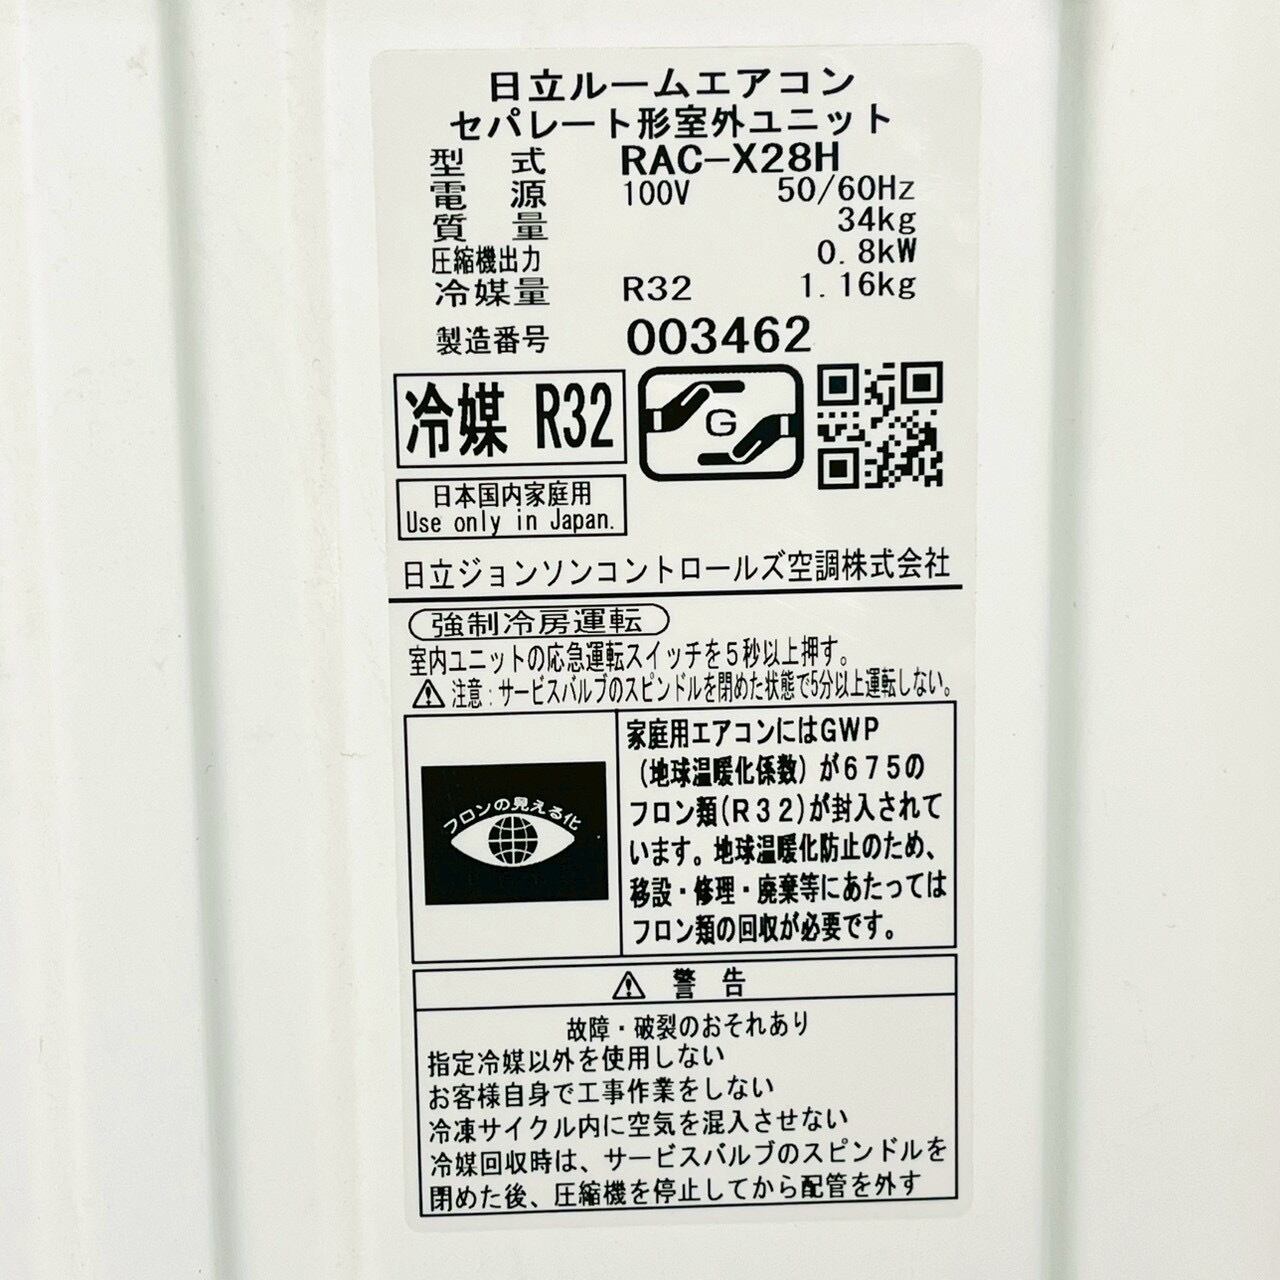 日立ルームエアコン
セパレート形室外ユニット
型 式 RAC-X28H
電 源 100V 50/60Hz
質 量 34kg
圧縮機出力 0.8kW
冷媒量 R32 1.16kg
製造番号 003462
冷媒 R32
G
日本国内家庭用
Use only in Japan.
日立ジョンソンコントロールズ空調株式会社
強制冷房運転
室内ユニットの応急運転スイッチを5秒以上押す。
注意:サービスバルブのスピンドルを閉めた状態で5分以上運転しない。
フロンの見える化
家庭用エアコンにはGWP
(地球温暖化係数)が675の
フロン類(R32)が封入されて
います。地球温暖化防止のため、
移設・修理・廃棄等にあたっては
フロン類の回収が必要です。
警 告
故障・破裂のおそれあり
指定冷媒以外を使用しない
お客様自身で工事作業をしない
冷凍サイクル内に空気を混入させない
冷媒回収時は、サービスバルブのスピンドルを
閉めた後、圧縮機を停止してから配管を外す